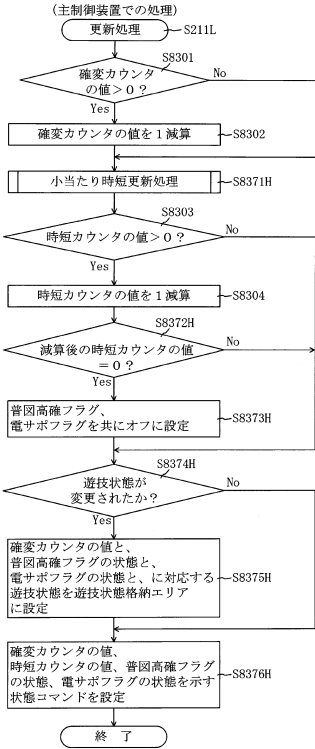 (主制御装置での処理)
更新処理
S211L
S8301
確変カウンタ
の値>0?
No
Yes
確変カウンタの値を1減算
S8302
小当たり時短更新処理
S8371H
S8303
時短カウンタの値>0?
No
Yes
時短カウンタの値を1減算
S8304
S8372H
減算後の時短カウンタの値
=0?
No
Yes
普図高確フラグ、
電サポフラグを共にオフに設定
S8373H
S8374H
遊技状態が
変更されたか?
No
Yes
確変カウンタの値と、
普図高確フラグの状態と、
電サポフラグの状態と、に対応する
遊技状態を遊技状態格納エリア
に設定
S8375H
確変カウンタの値、
時短カウンタの値、普図高確フラグ
の状態、電サポフラグの状態を示す
状態コマンドを設定
S8376H
終 了